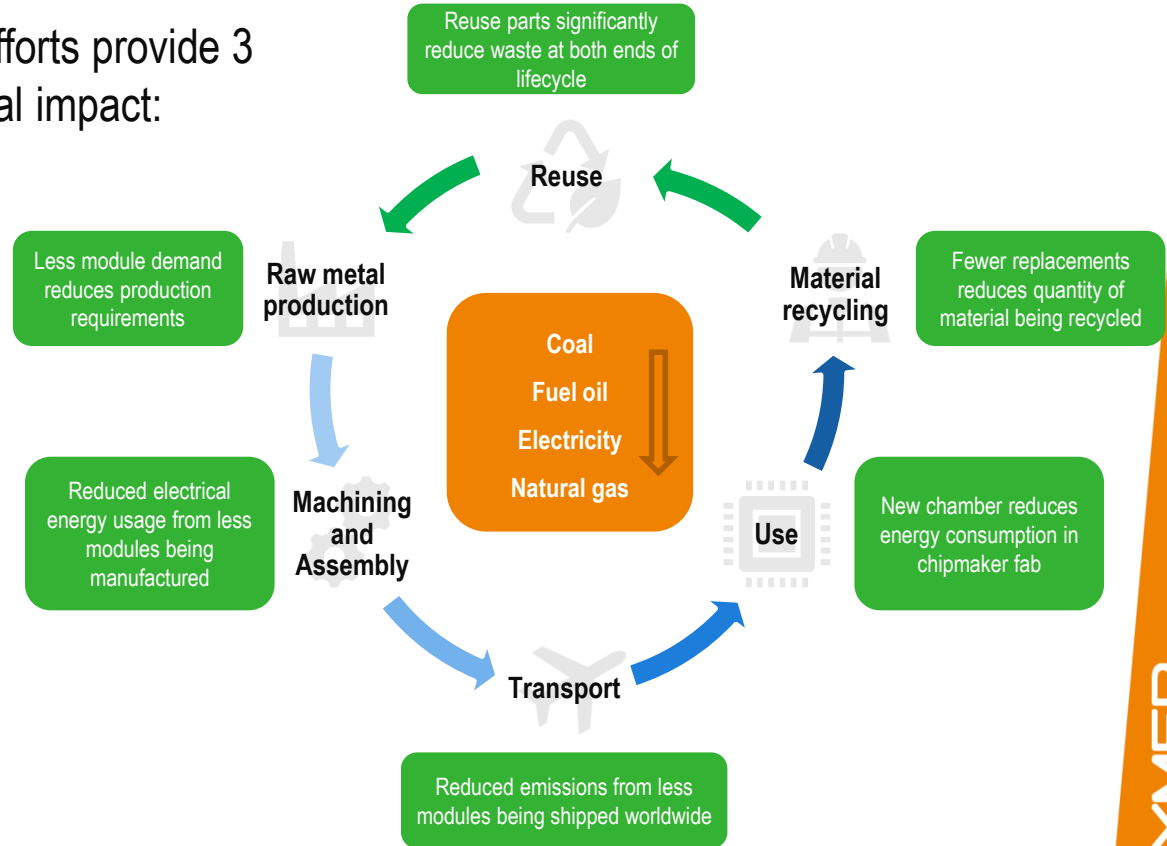 fforts provide 3
al impact:
Reuse parts significantly
reduce waste at both ends of
lifecycle
Reuse
Less module demand
reduces production
requirements
Raw metal
production
Material
recycling
Fewer replacements
reduces quantity of
material being recycled
Coal
Fuel oil
Electricity
Natural gas
Reduced electrical
energy usage from less
modules being
manufactured
Machining
and
Assembly
Use
New chamber reduces
energy consumption in
chipmaker fab
Transport
Reduced emissions from less
modules being shipped worldwide